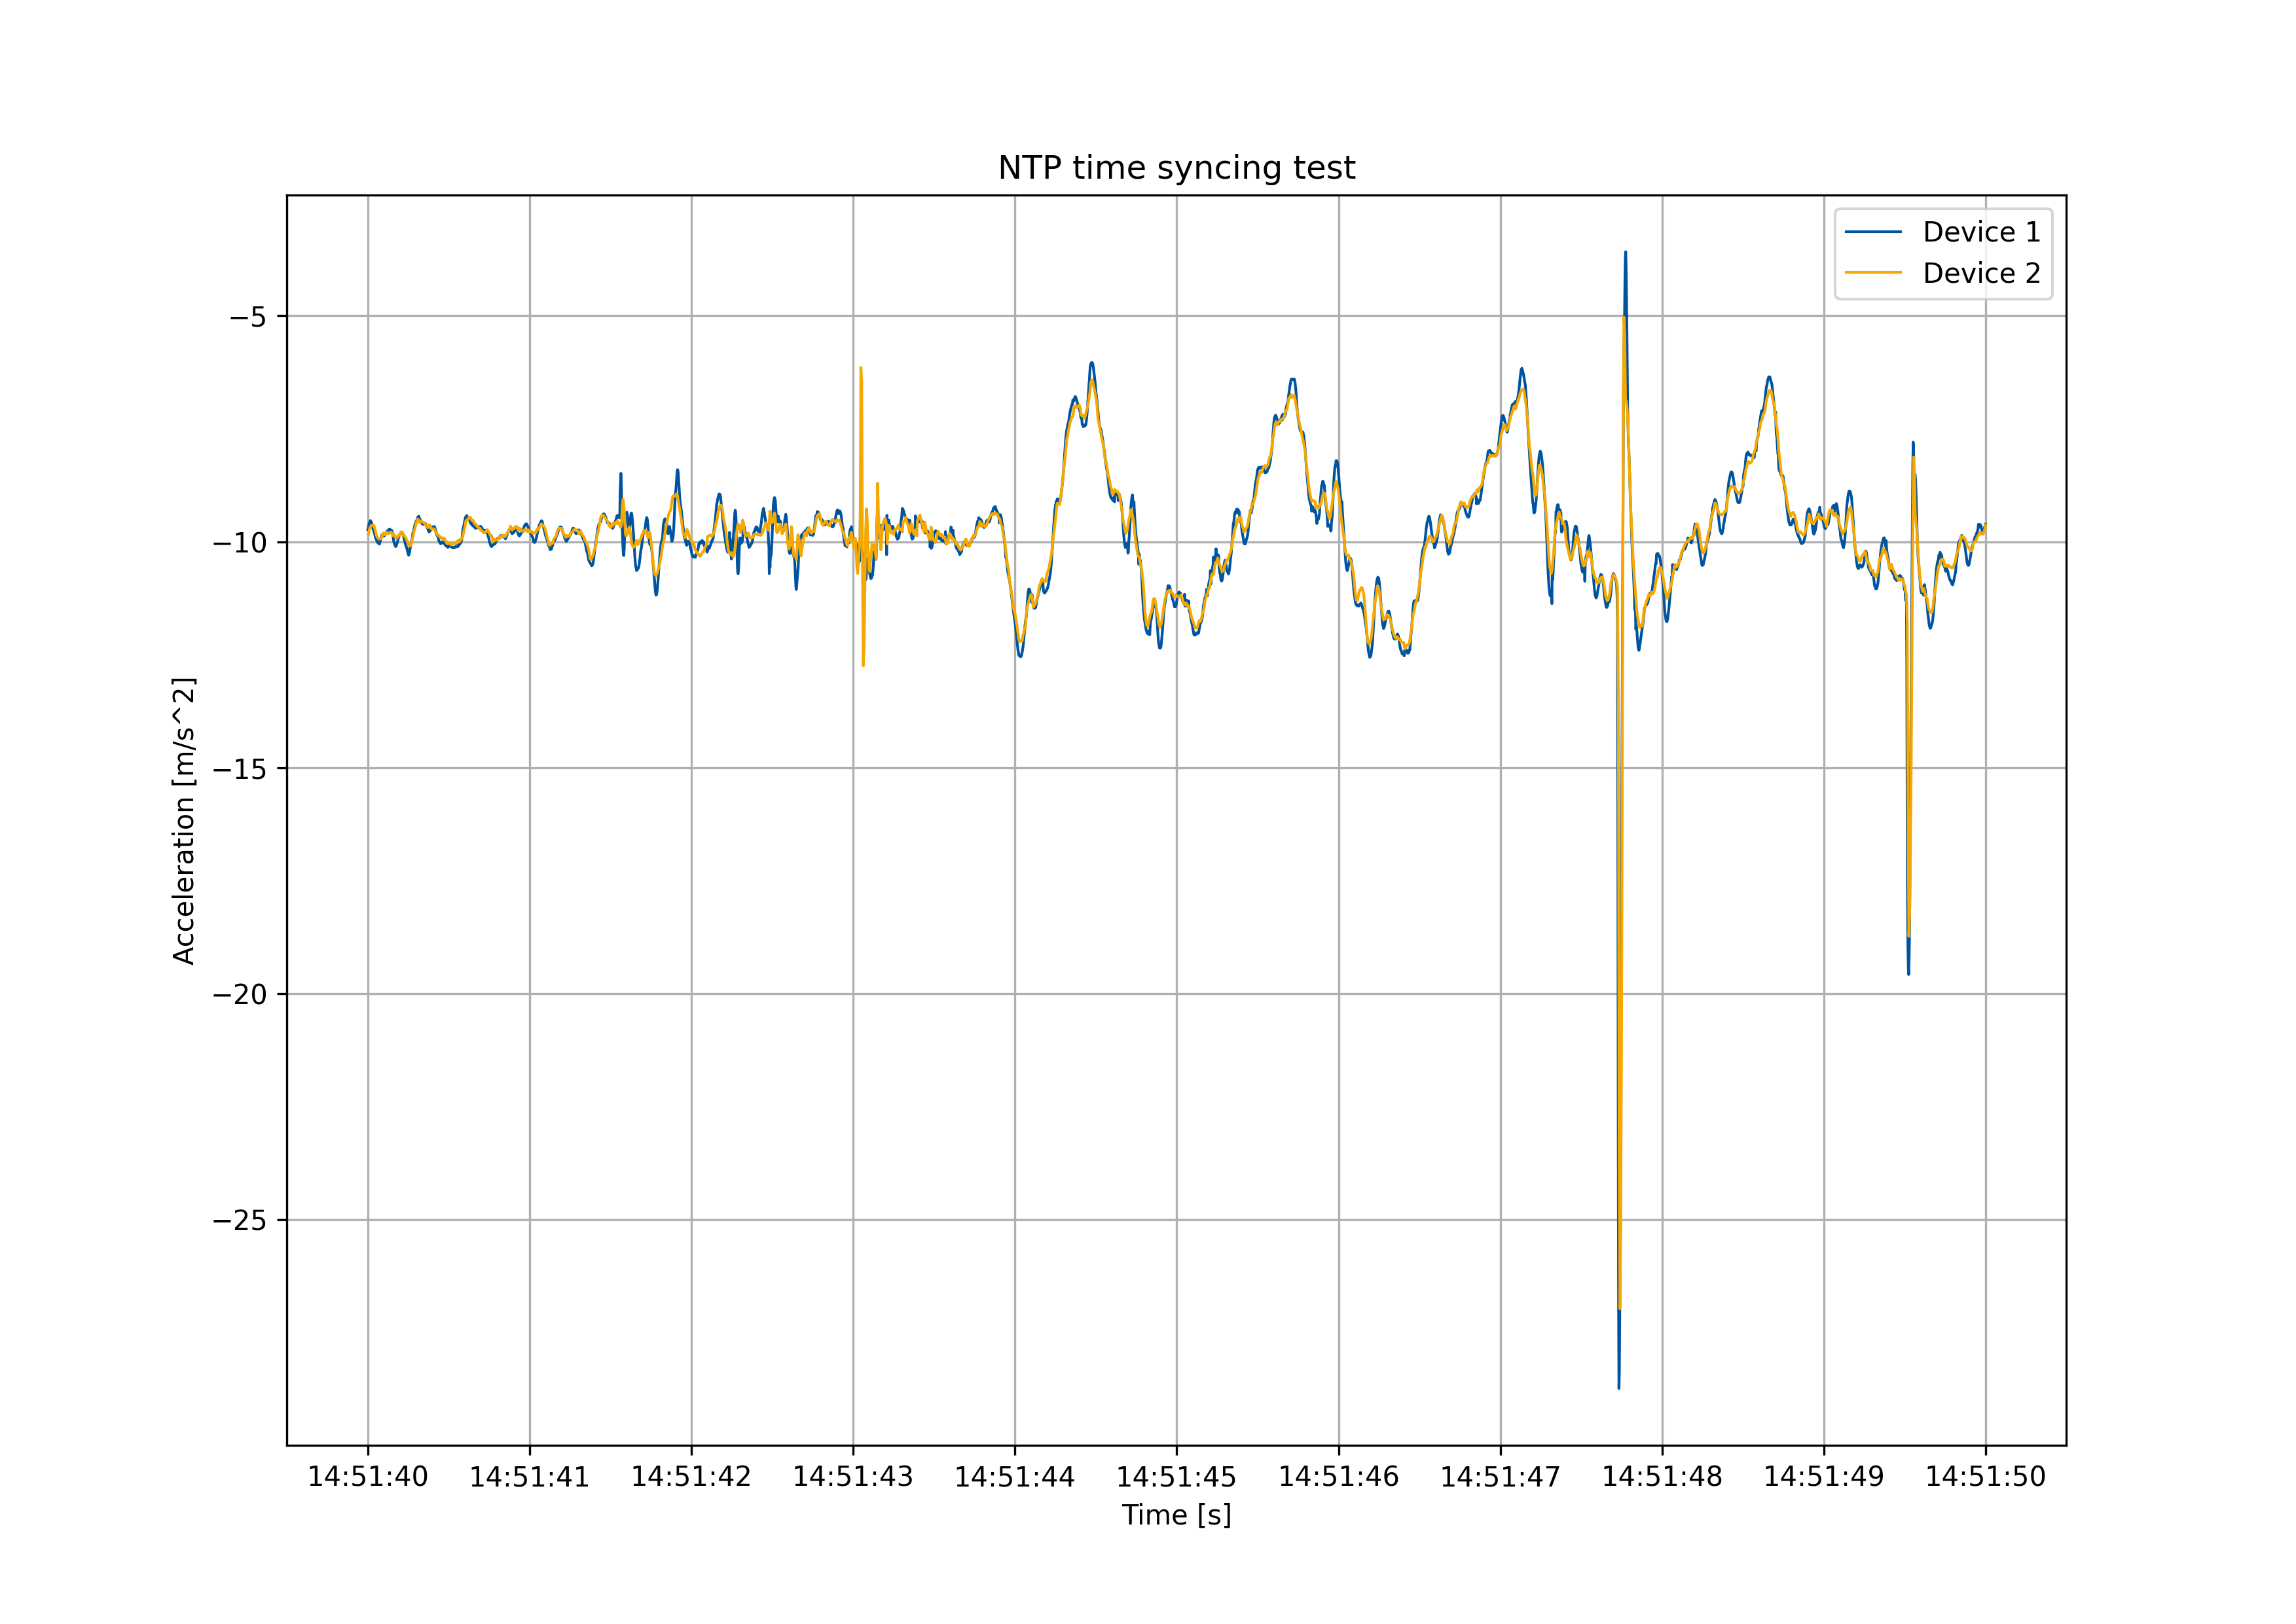 NTP time syncing test
Device 1
Device 2
−5
−10
−15
−20
−25
Acceleration [m/s^2]
14:51:40 14:51:41 14:51:42 14:51:43 14:51:44 14:51:45 14:51:46 14:51:47 14:51:48 14:51:49 14:51:50
Time [s]